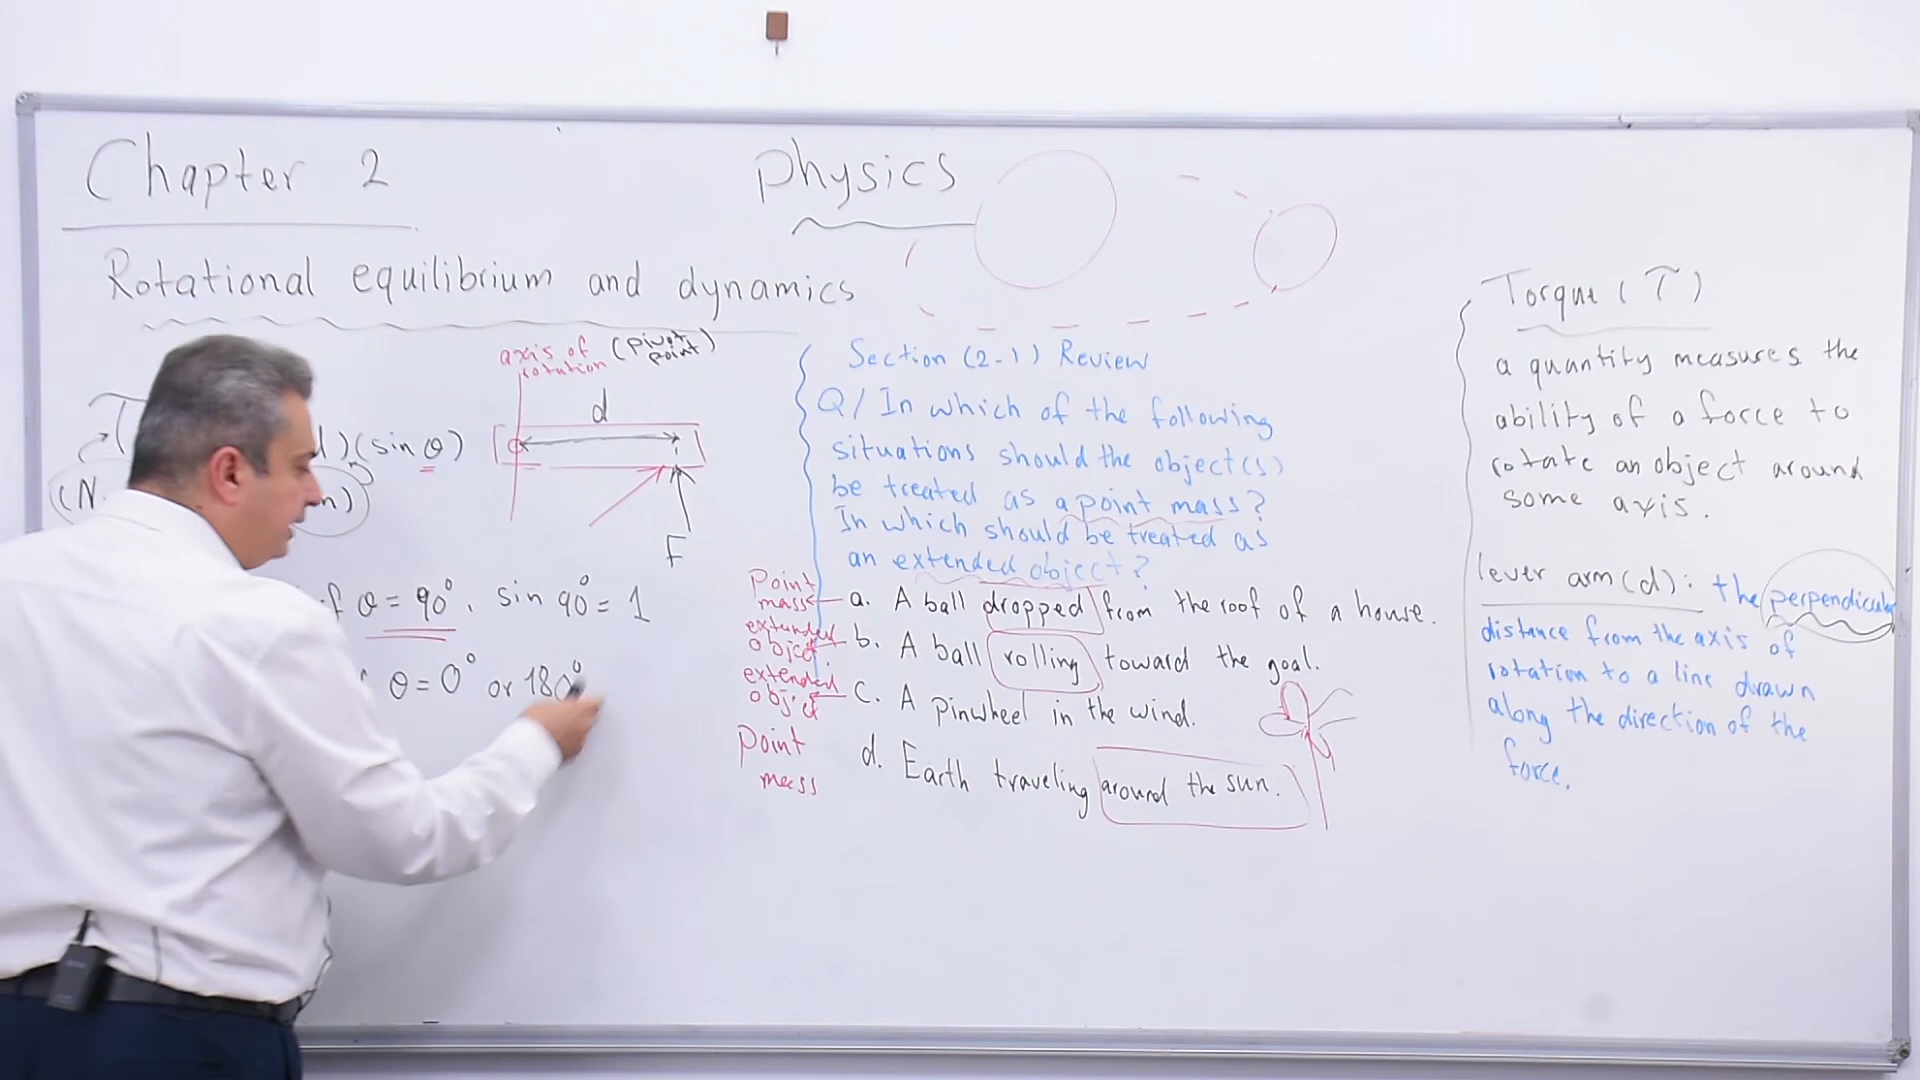 Chapter 2
Physics
Rotational equilibrium and dynamics
axis of rotation (pivot point)
d
(sin θ)
(N.
F
θ = 90°, sin 90° = 1
θ = 0° or 180°
Section (2-1) Review
Q/ In which of the following
situations should the object(s)
be treated as a point mass?
In which should be treated as
an extended object?
Point mass
a. A ball dropped from the roof of a house.
extended object
b. A ball rolling toward the goal.
extended object
c. A pinwheel in the wind.
Point mass
d. Earth traveling around the sun.
Torque (τ)
a quantity measures the
ability of a force to
rotate an object around
some axis.
lever arm (d): the perpendicular
distance from the axis of
rotation to a line drawn
along the direction of the
force.